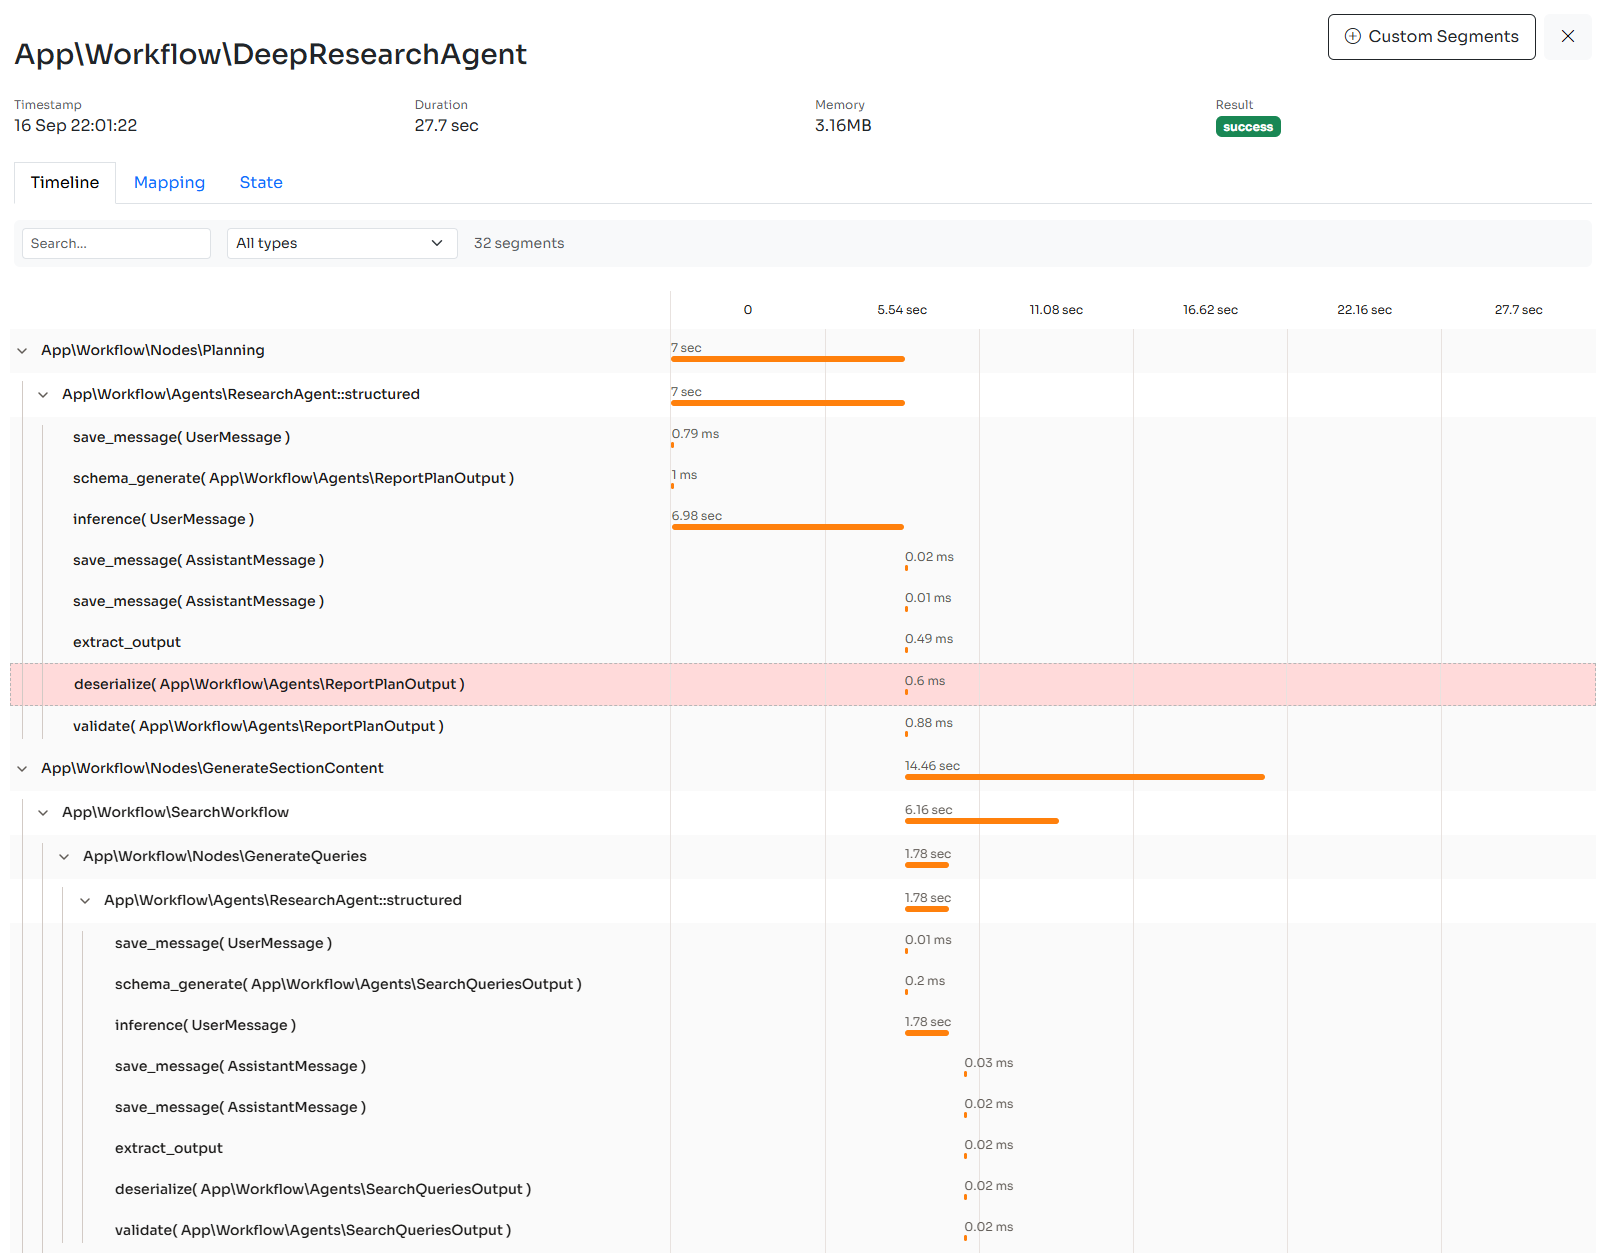 App\Workflow\DeepResearchAgent
Custom Segments
Timestamp Duration Memory Result
16 Sep 22:01:22 27.7 sec 3.16MB success
Timeline Mapping State
Search... All types 32 segments
0 5.54 sec 11.08 sec 16.62 sec 22.16 sec 27.7 sec
App\Workflow\Nodes\Planning 7 sec
App\Workflow\Agents\ResearchAgent::structured 7 sec
save_message( UserMessage ) 0.79 ms
schema_generate( App\Workflow\Agents\ReportPlanOutput ) 1 ms
inference( UserMessage ) 6.98 sec
save_message( AssistantMessage ) 0.02 ms
save_message( AssistantMessage ) 0.01 ms
extract_output 0.49 ms
deserialize( App\Workflow\Agents\ReportPlanOutput ) 0.6 ms
validate( App\Workflow\Agents\ReportPlanOutput ) 0.88 ms
App\Workflow\Nodes\GenerateSectionContent 14.46 sec
App\Workflow\SearchWorkflow 6.16 sec
App\Workflow\Nodes\GenerateQueries 1.78 sec
App\Workflow\Agents\ResearchAgent::structured 1.78 sec
save_message( UserMessage ) 0.01 ms
schema_generate( App\Workflow\Agents\SearchQueriesOutput ) 0.2 ms
inference( UserMessage ) 1.78 sec
save_message( AssistantMessage ) 0.03 ms
save_message( AssistantMessage ) 0.02 ms
extract_output 0.02 ms
deserialize( App\Workflow\Agents\SearchQueriesOutput ) 0.02 ms
validate( App\Workflow\Agents\SearchQueriesOutput ) 0.02 ms